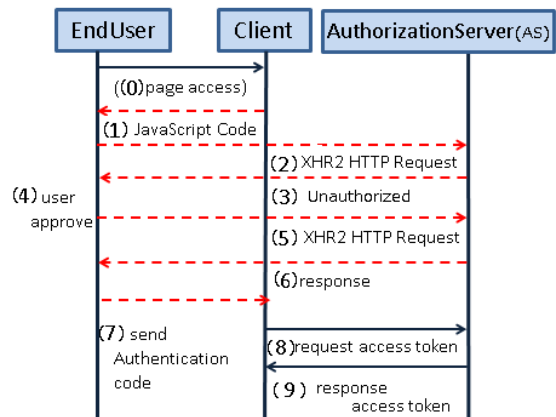 EndUser
Client
AuthorizationServer(AS)
((0)page access)
(1) JavaScript Code
(2) XHR2 HTTP Request
(3) Unauthorized
(4) user
approve
(5) XHR2 HTTP Request
(6)response
(7) send
Authentication
code
(8)request access token
(9) response
access token